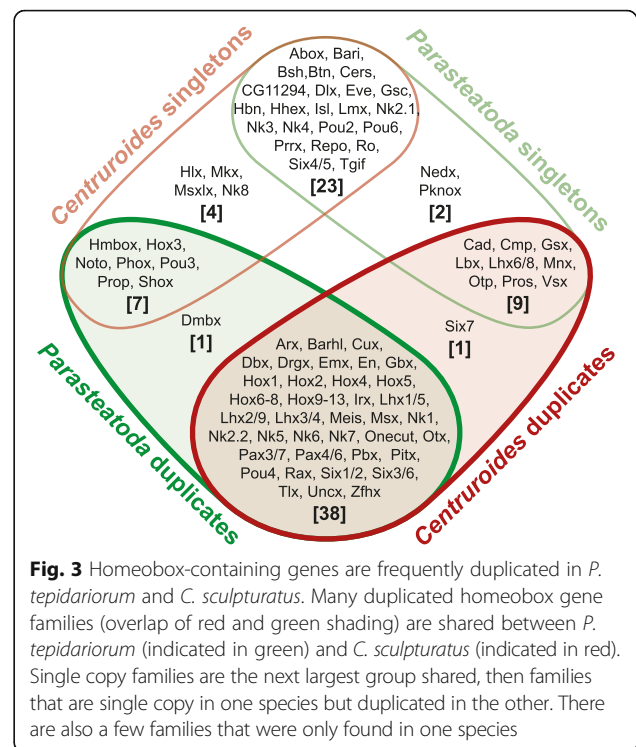 Centruroides singletons
Parasteatoda singletons
Abox, Bari,
Bsh,Btn, Cers,
CG11294, Dlx, Eve, Gsc,
Hbn, Hhex, Isl, Lmx, Nk2.1,
Nk3, Nk4, Pou2, Pou6,
Prrx, Repo, Ro,
Six4/5, Tgif
[23]
Hlx, Mkx,
Msxlx, Nk8
[4]
Nedx,
Pknox
[2]
Hmbox, Hox3,
Noto, Phox, Pou3,
Prop, Shox
[7]
Cad, Cmp, Gsx,
Lbx, Lhx6/8, Mnx,
Otp, Pros, Vsx
[9]
Dmbx
[1]
Six7
[1]
Arx, Barhl, Cux,
Dbx, Drgx, Emx, En, Gbx,
Hox1, Hox2, Hox4, Hox5,
Hox6-8, Hox9-13, Irx, Lhx1/5,
Lhx2/9, Lhx3/4, Meis, Msx, Nk1,
Nk2.2, Nk5, Nk6, Nk7, Onecut, Otx,
Pax3/7, Pax4/6, Pbx, Pitx,
Pou4, Rax, Six1/2, Six3/6,
Tlx, Uncx, Zfhx
[38]
Parasteatoda duplicates
Centruroides duplicates
Fig. 3 Homeobox-containing genes are frequently duplicated in P.
tepidariorum and C. sculpturatus. Many duplicated homeobox gene
families (overlap of red and green shading) are shared between P.
tepidariorum (indicated in green) and C. sculpturatus (indicated in red).
Single copy families are the next largest group shared, then families
that are single copy in one species but duplicated in the other. There
are also a few families that were only found in one species